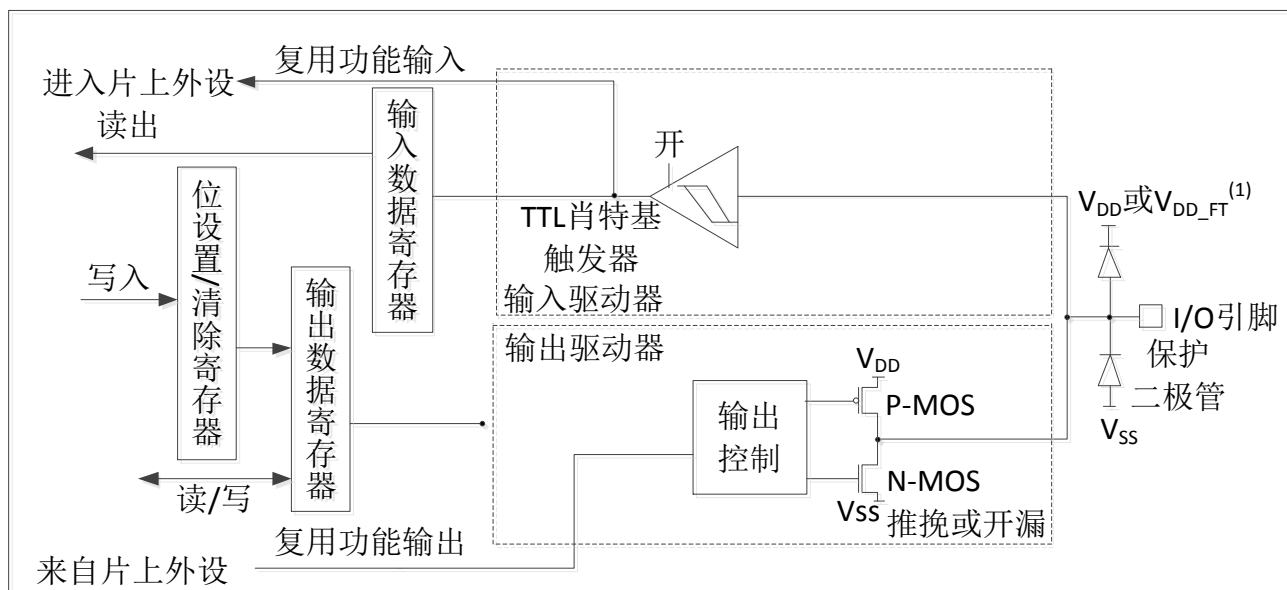 复用功能输入
进入片上外设
读出
输入数据寄存器
开
TTL肖特基
触发器
输入驱动器
位设置/清除寄存器
写入
输出数据寄存器
读/写
输出驱动器
VDD
输出
控制
P-MOS
N-MOS
VSS
推挽或开漏
复用功能输出
来自片上外设
VDD或VDD_FT(1)
I/O引脚
保护
二极管
VSS